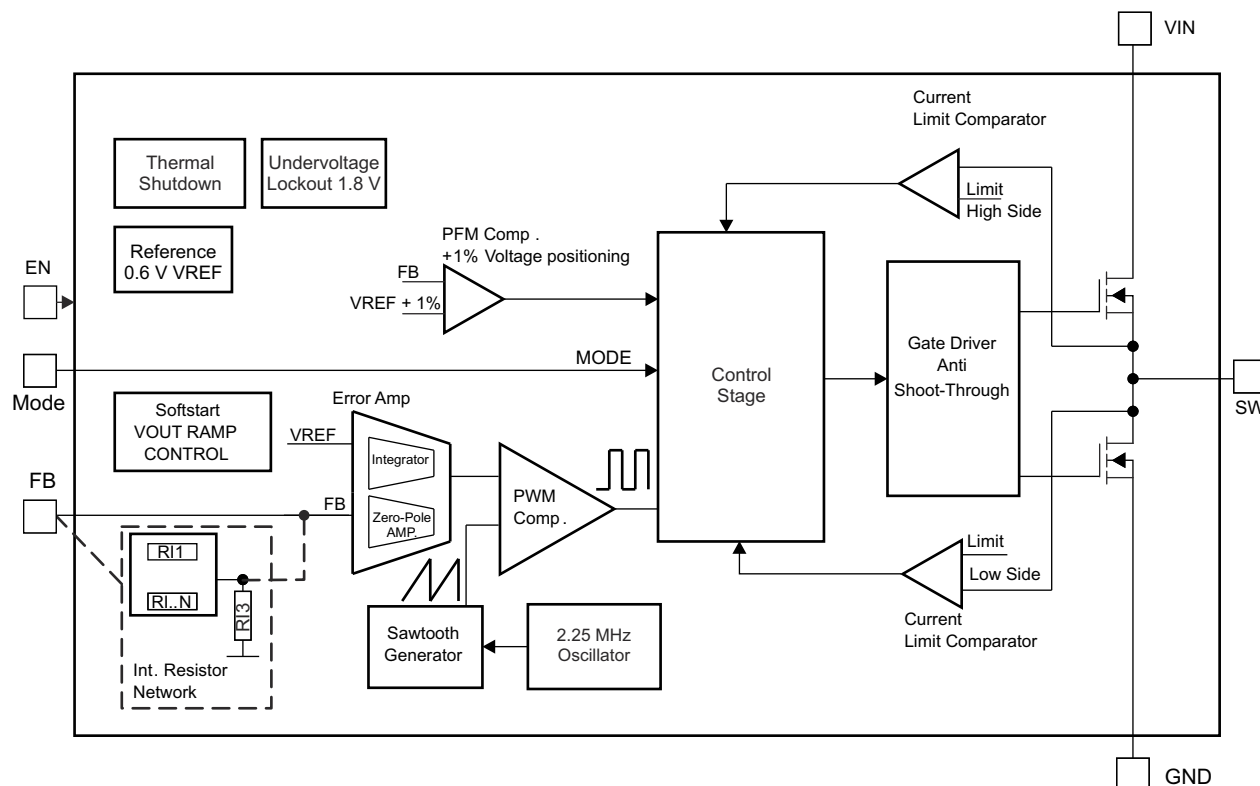 VIN
Current
Limit Comparator
Thermal
Shutdown
Undervoltage
Lockout 1.8 V
Limit
High Side
Reference
0.6 V VREF
PFM Comp .
+1% Voltage positioning
FB
VREF + 1%
EN
MODE
Mode
Control
Stage
Gate Driver
Anti
Shoot-Through
SW
Softstart
VOUT RAMP
CONTROL
Error Amp
VREF
Integrator
FB
FB
Zero-Pole
AMP.
PWM
Comp .
RI1
RI..N
RI3
Int. Resistor
Network
Sawtooth
Generator
2.25 MHz
Oscillator
Limit
Low Side
Current
Limit Comparator
GND